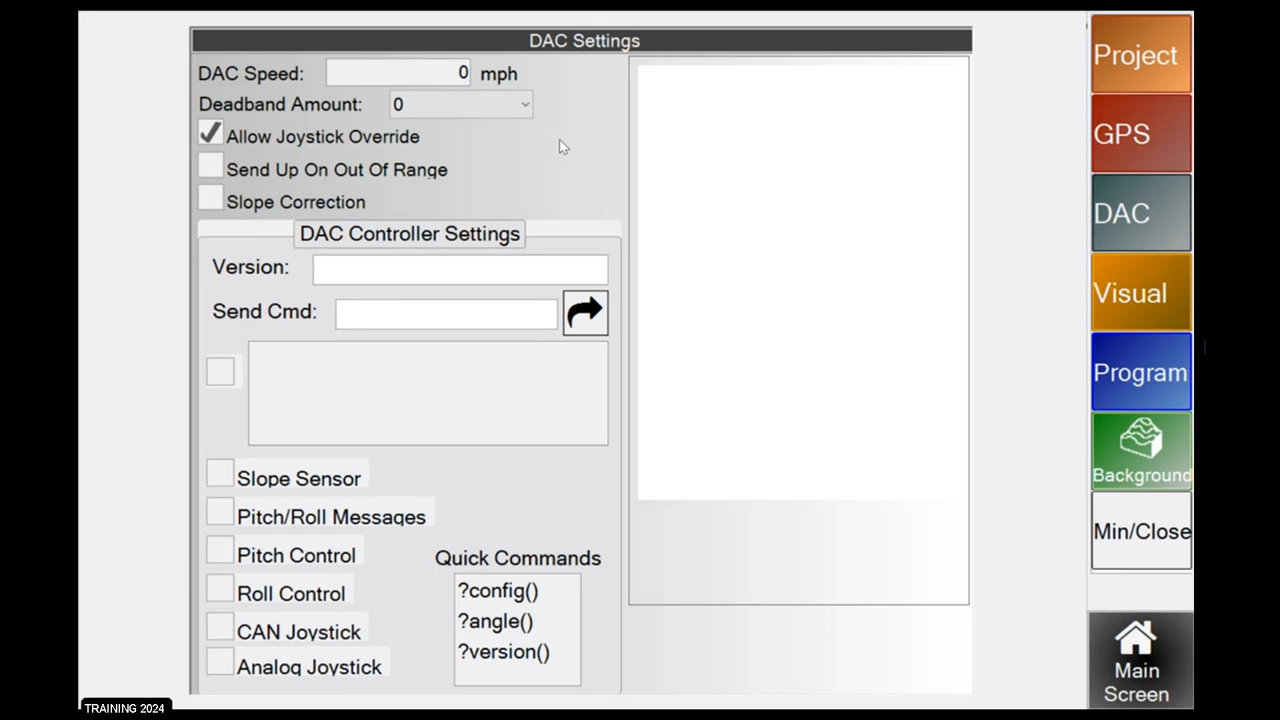 DAC Settings
DAC Speed: 0 mph
Deadband Amount: 0
Allow Joystick Override
Send Up On Out Of Range
Slope Correction
DAC Controller Settings
Version:
Send Cmd:
Slope Sensor
Pitch/Roll Messages
Pitch Control
Roll Control
CAN Joystick
Analog Joystick
Quick Commands
?config()
?angle()
?version()
Project
GPS
DAC
Visual
Program
Background
Min/Close
Main
Screen
TRAINING 2024